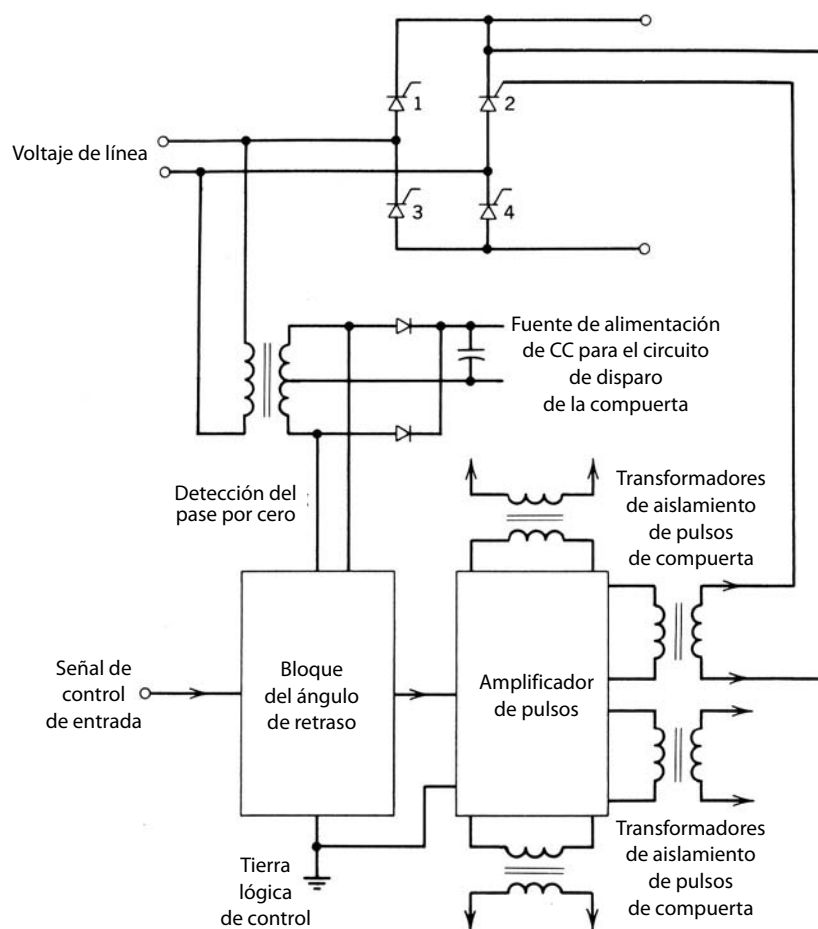 1
2
Voltaje de línea
3
4
Fuente de alimentación
de CC para el circuito
de disparo
de la compuerta
Detección del
pase por cero
Transformadores
de aislamiento
de pulsos
de compuerta
Señal de
control
de entrada
Bloque
del ángulo
de retraso
Amplificador
de pulsos
Tierra
lógica
de control
Transformadores
de aislamiento
de pulsos
de compuerta